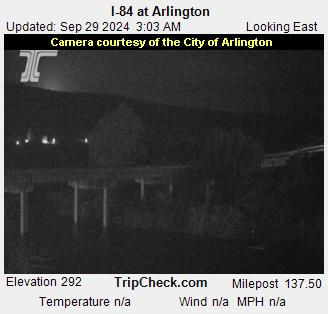 I-84 at Arlington
Updated: Sep 29 2024 3:03 AM Looking East
Camera courtesy of the City of Arlington
Elevation 292 TripCheck.com Milepost 137.50
Temperature n/a Wind n/a MPH n/a